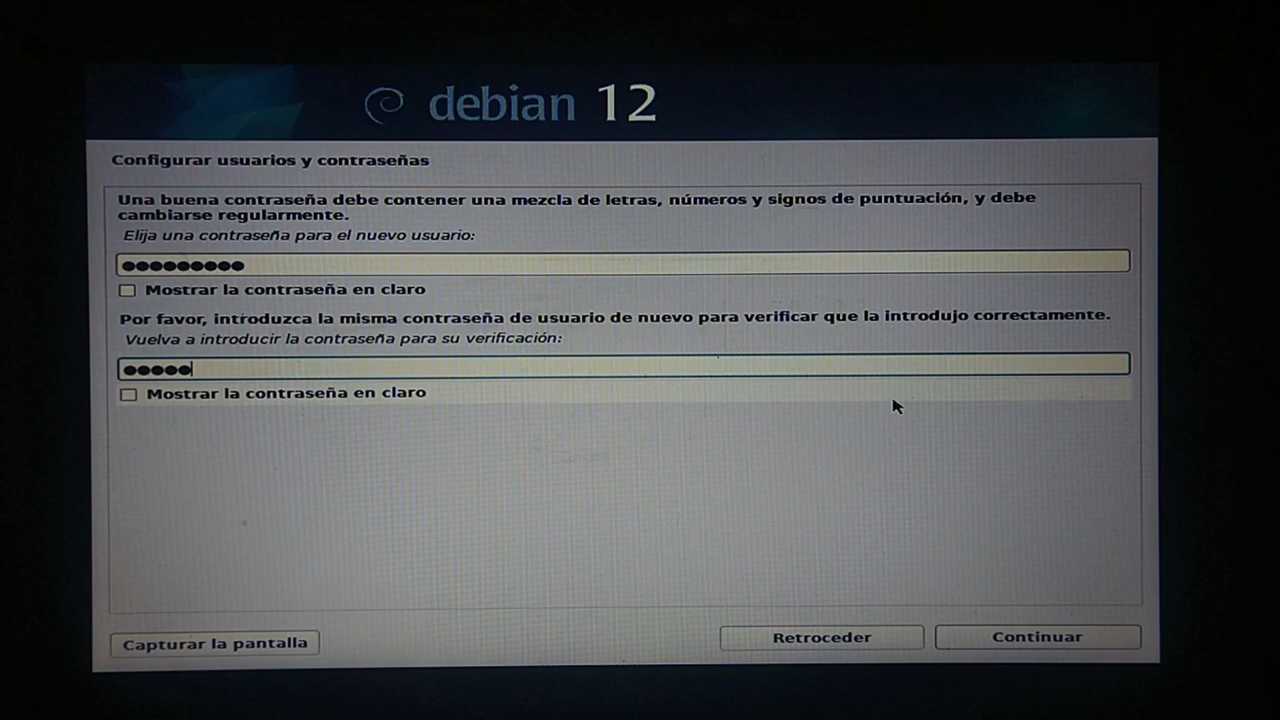 debian 12
Configurar usuarios y contraseñas
Una buena contraseña debe contener una mezcla de letras, números y signos de puntuación, y debe
cambiarse regularmente.
Elija una contraseña para el nuevo usuario:
●●●●●●●●●
Mostrar la contraseña en claro
Por favor, introduzca la misma contraseña de usuario de nuevo para verificar que la introdujo correctamente.
Vuelva a introducir la contraseña para su verificación:
●●●●●
Mostrar la contraseña en claro
Capturar la pantalla
Retroceder
Continuar